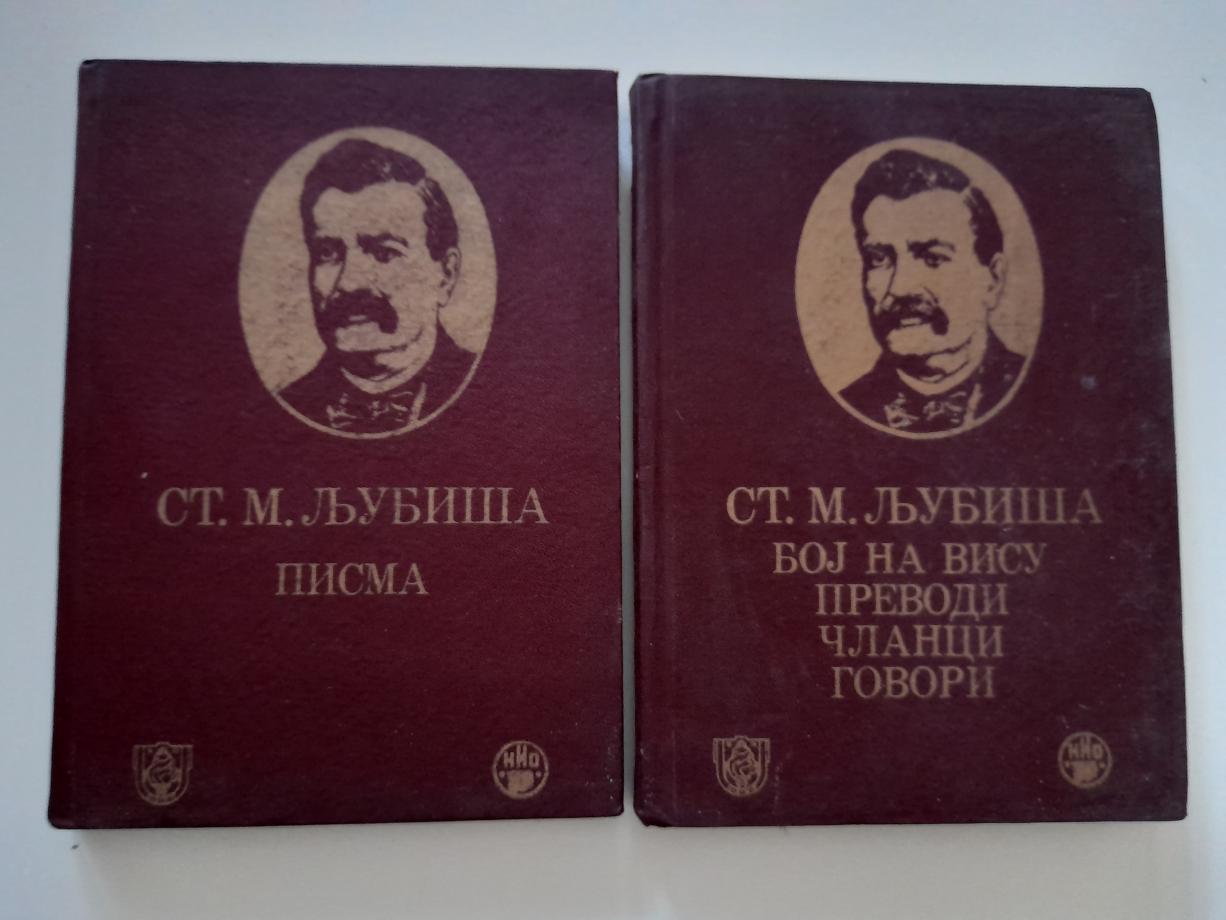 СТ. М. ЉУБИША
ПИСМА
НИО
СТ. М. ЉУБИША
БОЈ НА ВИСУ
ПРЕВОДИ
ЧЛАНЦИ
ГОВОРИ
НИО